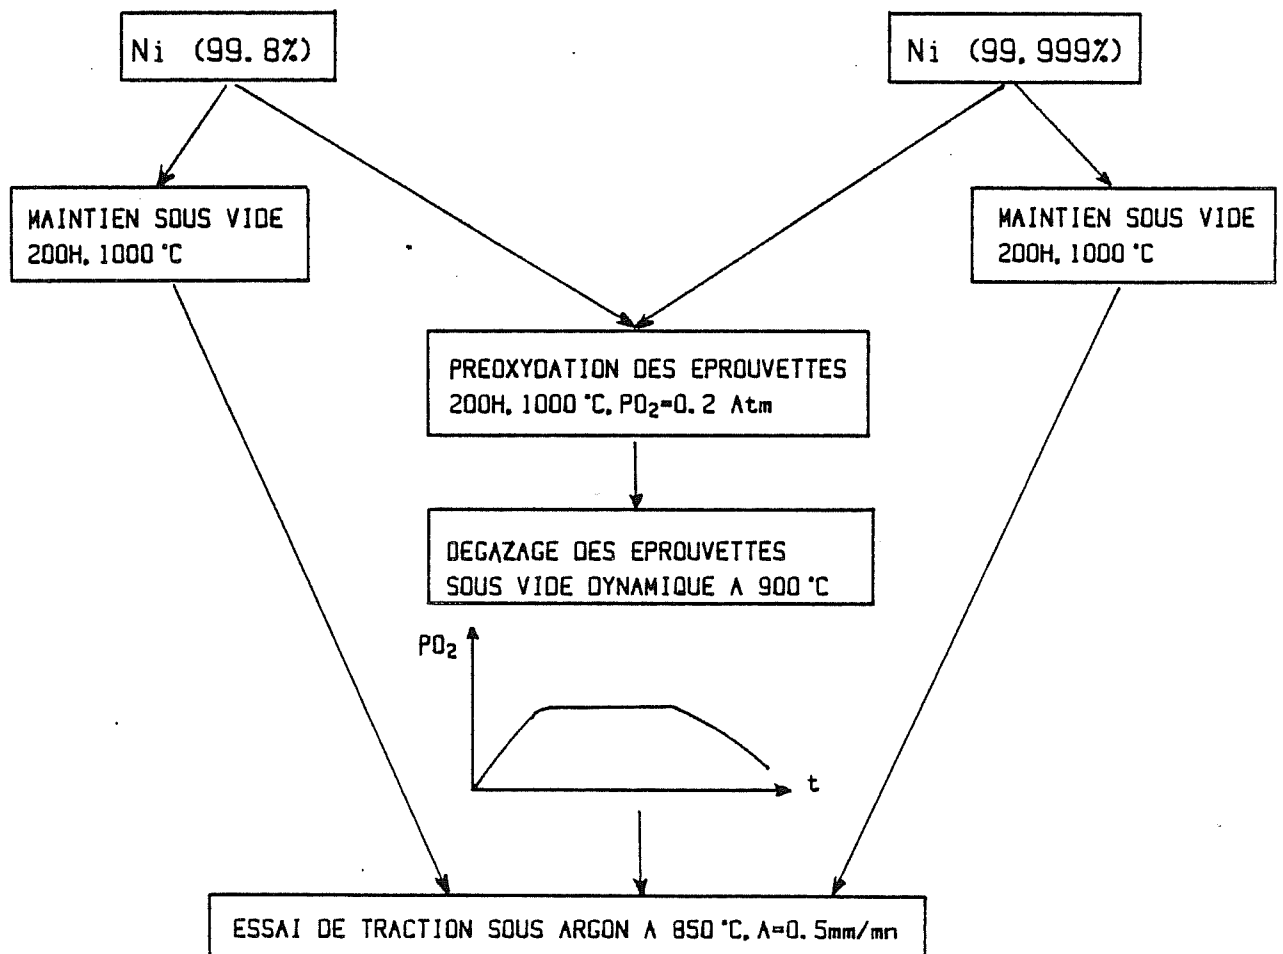 Ni (99.8%)
Ni (99.999%)
MAINTIEN SOUS VIDE
200H, 1000 °C
MAINTIEN SOUS VIDE
200H, 1000 °C
PREOXYDATION DES EPROUVETTES
200H, 1000 °C, PO₂=0.2 Atm
DEGAZAGE DES EPROUVETTES
SOUS VIDE DYNAMIQUE A 900 °C
PO₂
t
ESSAI DE TRACTION SOUS ARGON A 850 °C, A=0.5mm/mn